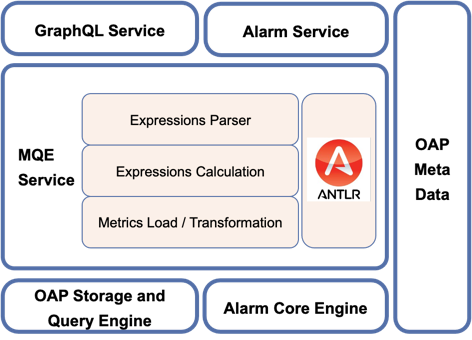 GraphQL Service
Alarm Service
MQE
Service
Expressions Parser
Expressions Calculation
Metrics Load / Transformation
ANTLR
OAP
Meta
Data
OAP Storage and
Query Engine
Alarm Core Engine